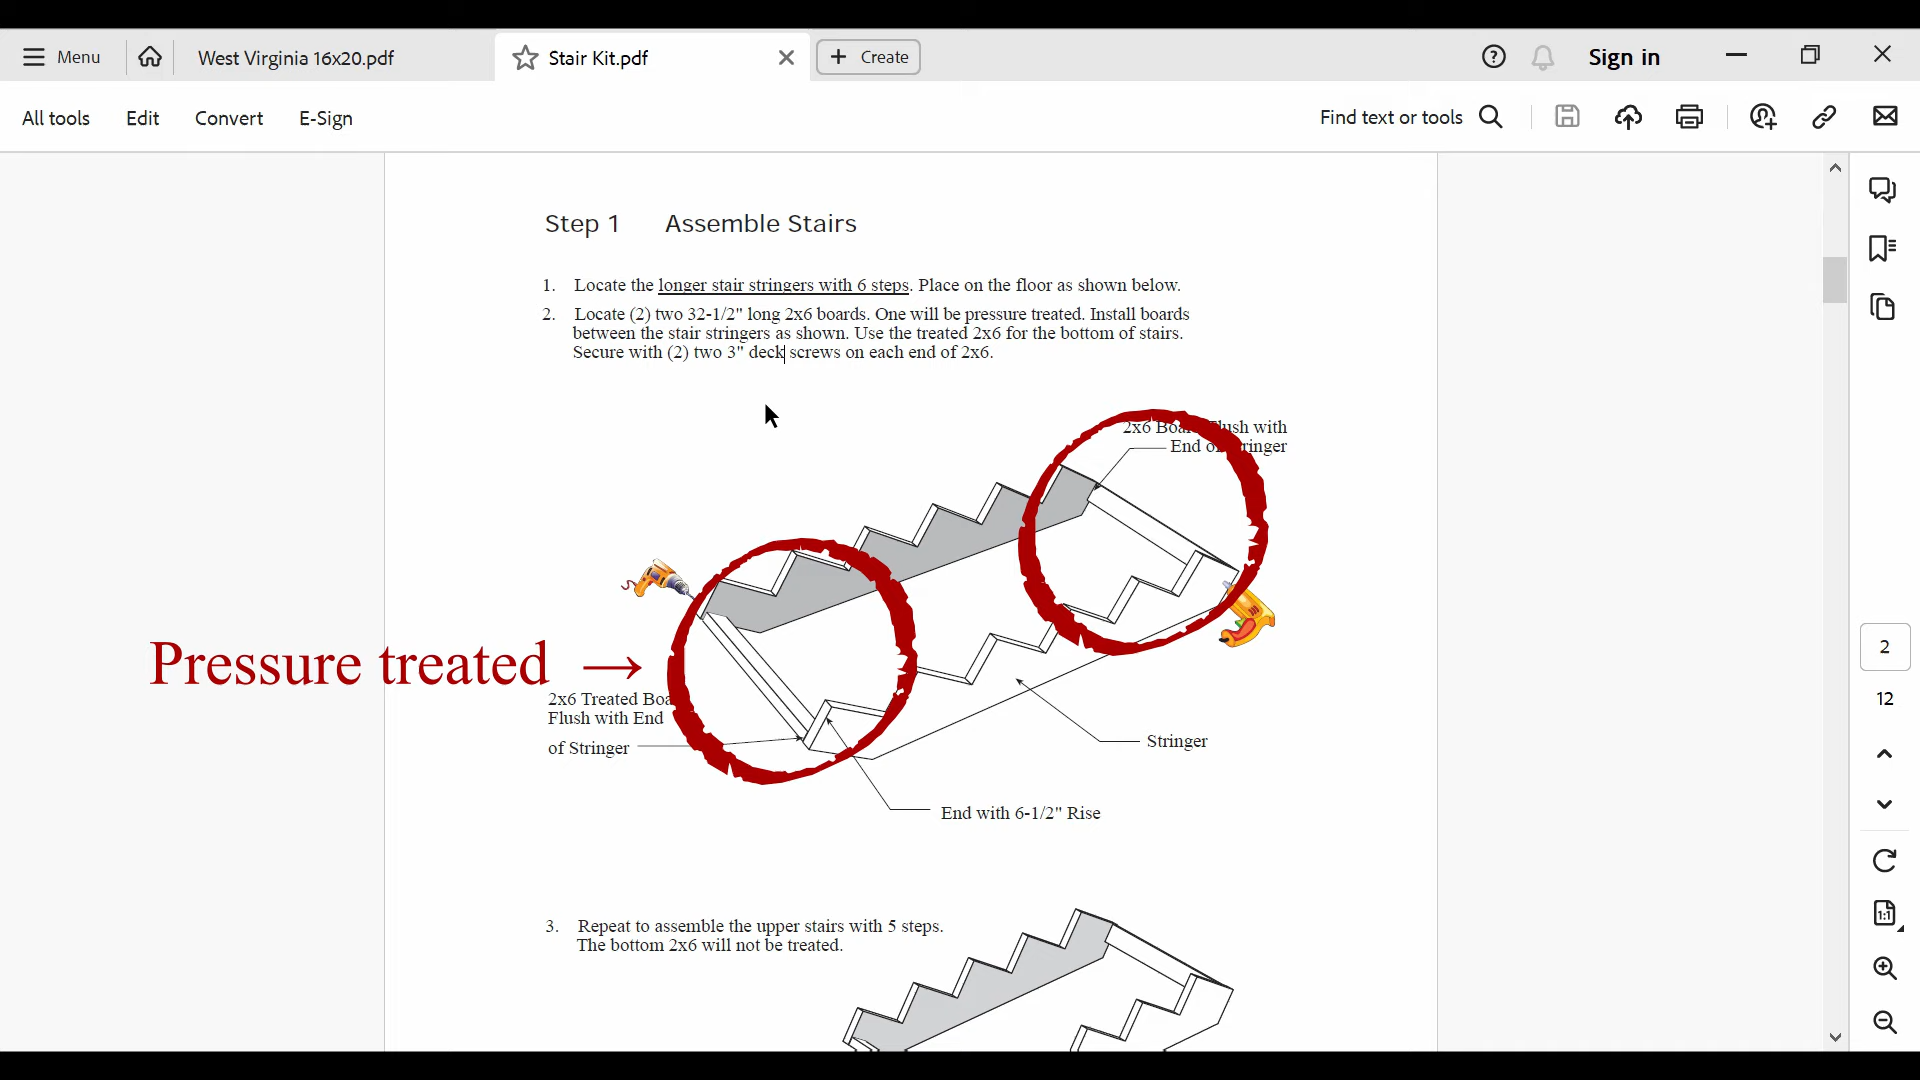 Menu
West Virginia 16x20.pdf
Stair Kit.pdf
Create
Sign in
All tools
Edit
Convert
E-Sign
Find text or tools
Step 1 Assemble Stairs
1. Locate the longer stair stringers with 6 steps. Place on the floor as shown below.
2. Locate (2) two 32-1/2" long 2x6 boards. One will be pressure treated. Install boards
between the stair stringers as shown. Use the treated 2x6 for the bottom of stairs.
Secure with (2) two 3" deck screws on each end of 2x6.
2x6 Flush with
End
Pressure treated →
2x6 Treated
Flush with End
of Stringer
Stringer
End with 6-1/2" Rise
3. Repeat to assemble the upper stairs with 5 steps.
The bottom 2x6 will not be treated.
2
12
1:1